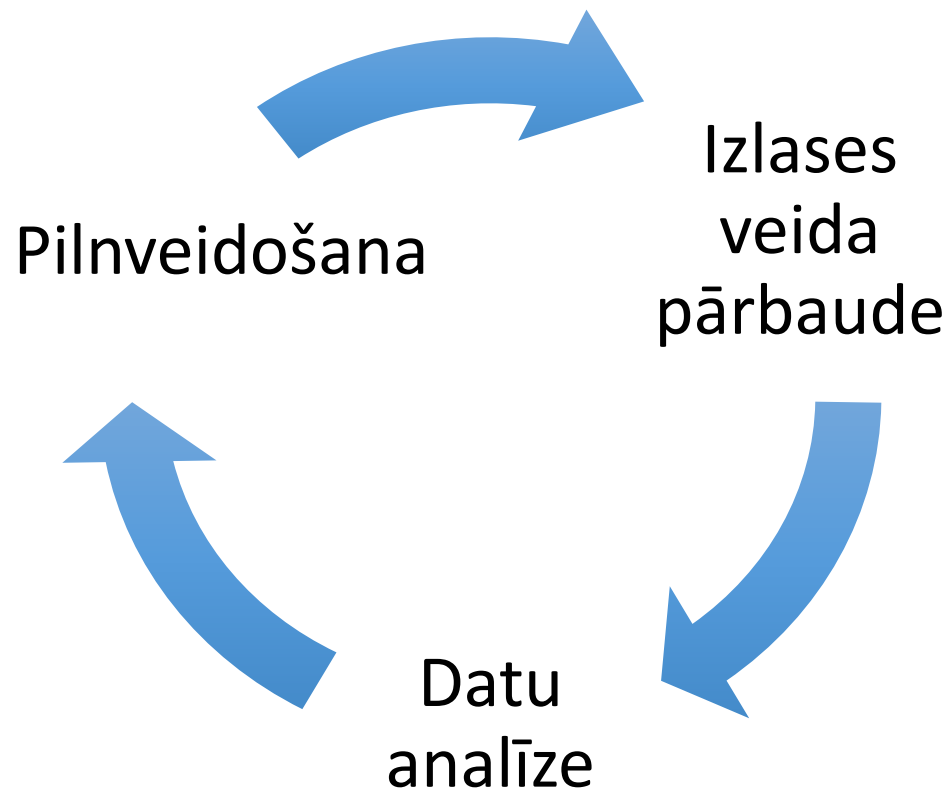 Izlases
veida
pārbaude
Pilnveidošana
Datu
analīze